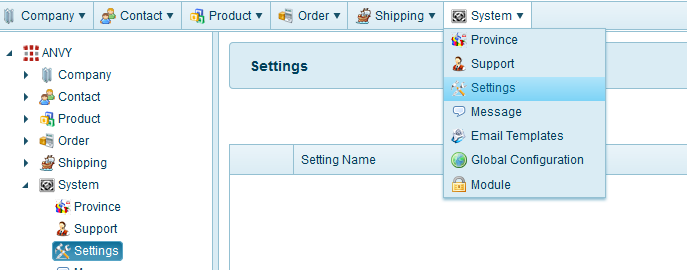 Company Contact Product Order Shipping System
ANVY
Company
Contact
Product
Order
Shipping
System
Province
Support
Settings
Settings
Setting Name
Province
Support
Settings
Message
Email Templates
Global Configuration
Module